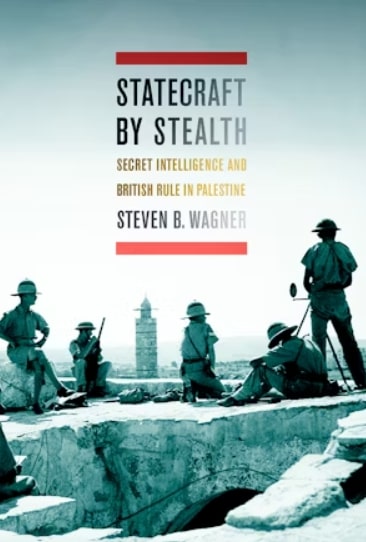 STATECRAFT
BY STEALTH
SECRET INTELLIGENCE AND
BRITISH RULE IN PALESTINE
STEVEN B. WAGNER